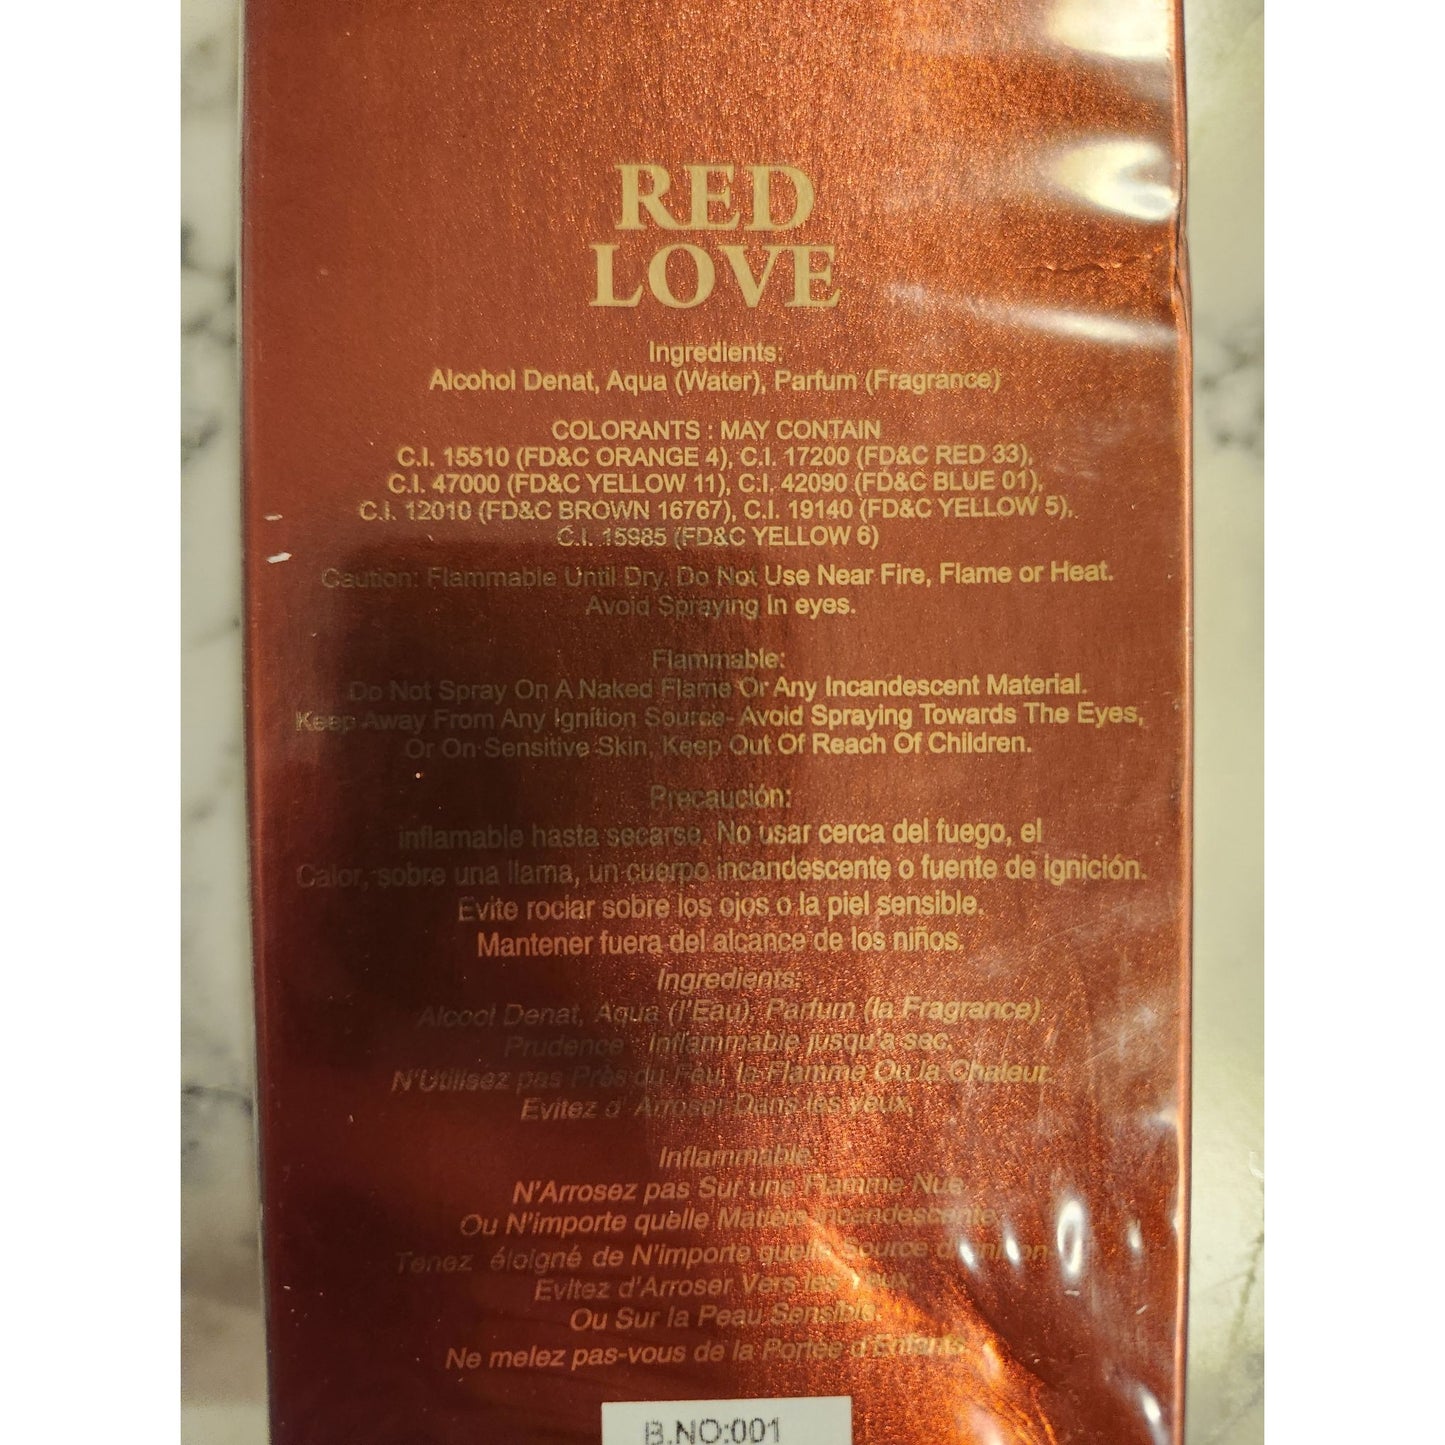 RED
LOVE
Ingredients:
Alcohol Denat, Aqua (Water), Parfum (Fragrance)
COLORANTS : MAY CONTAIN
C.I. 15510 (FD&C ORANGE 4), C.I. 17200 (FD&C RED 33),
C.I. 47000 (FD&C YELLOW 11), C.I. 42090 (FD&C BLUE 01),
C.I. 12010 (FD&C BROWN 16767), C.I. 19140 (FD&C YELLOW 5),
C.I. 15985 (FD&C YELLOW 6)
Caution: Flammable Until Dry. Do Not Use Near Fire, Flame or Heat.
Avoid Spraying In eyes.
Flammable:
Do Not Spray On A Naked Flame Or Any Incandescent Material.
Keep Away From Any Ignition Source- Avoid Spraying Towards The Eyes,
Or On Sensitive Skin, Keep Out Of Reach Of Children.
Precaución:
inflamable hasta secarse. No usar cerca del fuego, el
Calor, sobre una llama, un cuerpo incandescente o fuente de ignición.
Evite rociar sobre los ojos o la piel sensible.
Mantener fuera del alcance de los niños.
Ingredients:
Alcool Denat, Aqua (l'Eau), Parfum (la Fragrance)
Prudence : Inflammable jusqu'a sec.
N'Utilisez pas Près du Feu, la Flamme Ou la Chaleur.
Evitez d' Arroser Dans les yeux,
Inflammable:
N'Arrosez pas Sur une Flamme Nue
Ou N'importe quelle Matière Incandescente
Tenez éloigné de N'importe quelle Source d'ignition-
Evitez d'Arroser Vers les Yeux,
Ou Sur la Peau Sensible.
Ne melez pas-vous de la Portée d'Enfants.
B.NO:001